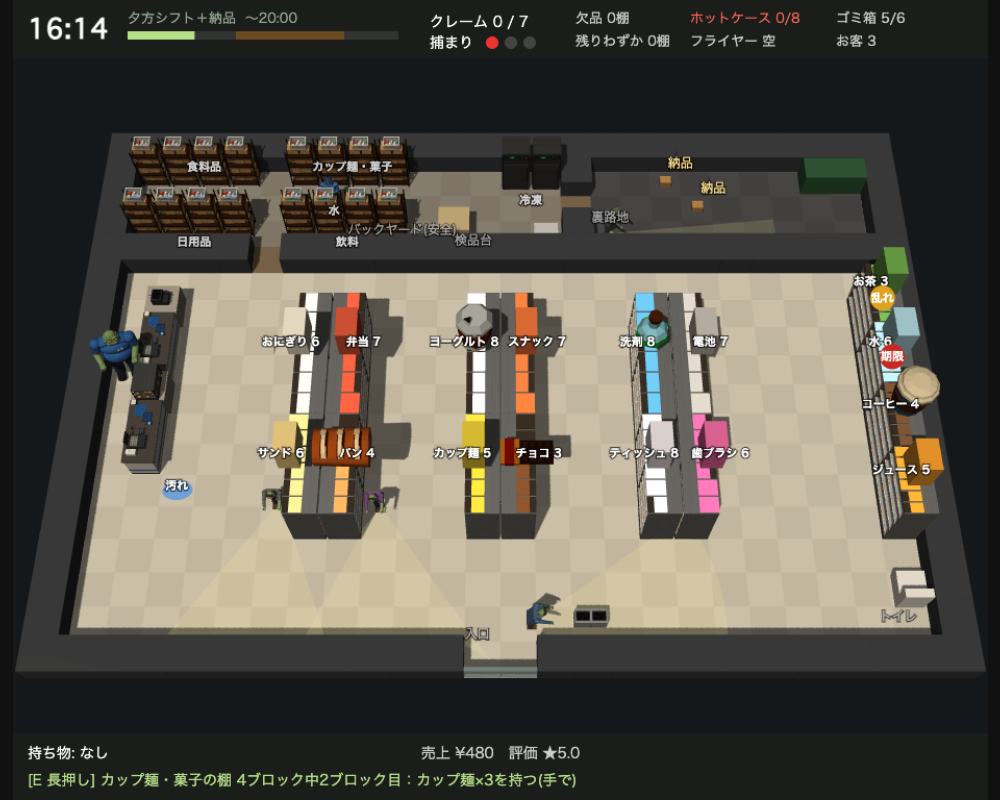 16:14
夕方シフト＋納品 ～20:00
クレーム 0 / 7
捕まり
欠品 0棚
残りわずか 0棚
ホットケース 0/8
フライヤー 空
ゴミ箱 5/6
お客 3
食料品
カップ麺・菓子
水
日用品
飲料
バックヤード(安全)
検品台
冷凍
裏路地
納品
納品
お茶 3
乱れ
水 6
期限
コーヒー 4
ジュース 5
おにぎり 6
弁当 7
ヨーグルト 8
スナック 7
洗剤 8
電池 7
サンド 6
パン 4
カップ麺 5
チョコ 3
ティッシュ 8
歯ブラシ 6
汚れ
入口
トイレ
持ち物: なし
売上 ¥480 評価 ★5.0
[E 長押し] カップ麺・菓子の棚 4ブロック中2ブロック目：カップ麺×3を持つ(手で)